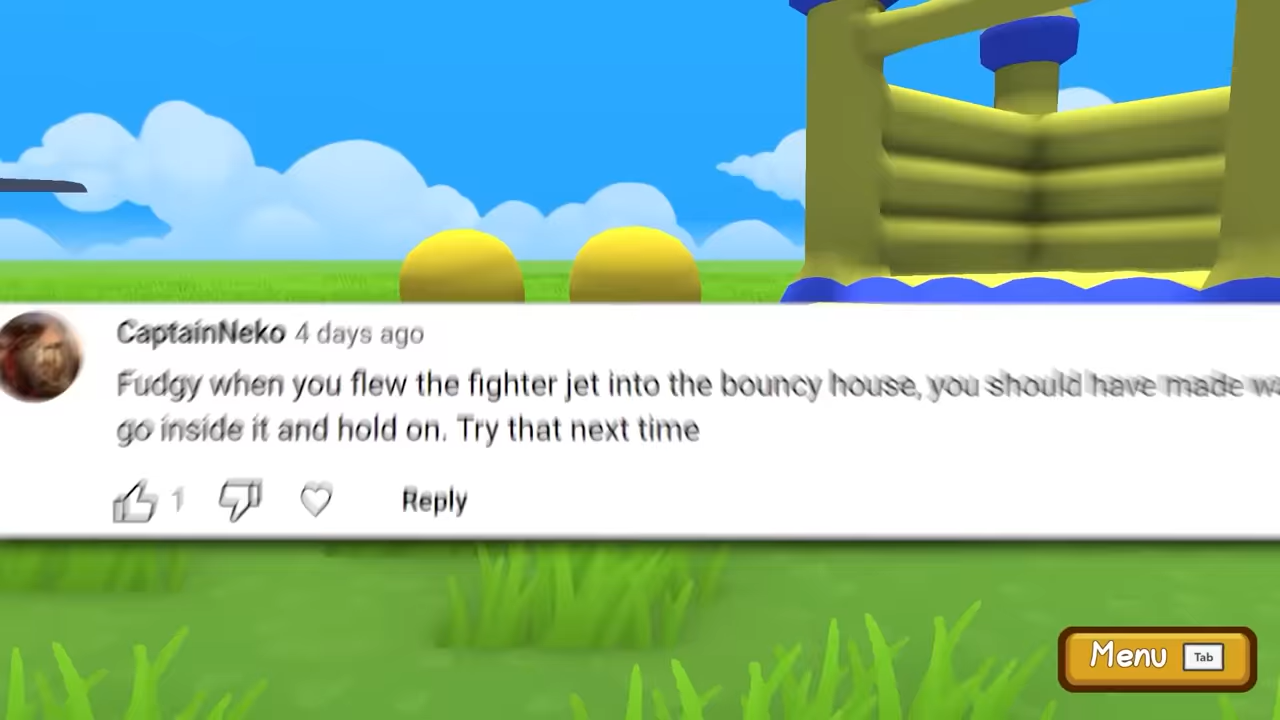 CaptainNeko 4 days ago
Fudgy when you flew the fighter jet into the bouncy house, you should have made
go inside it and hold on. Try that next time
1
Reply
Menu Tab